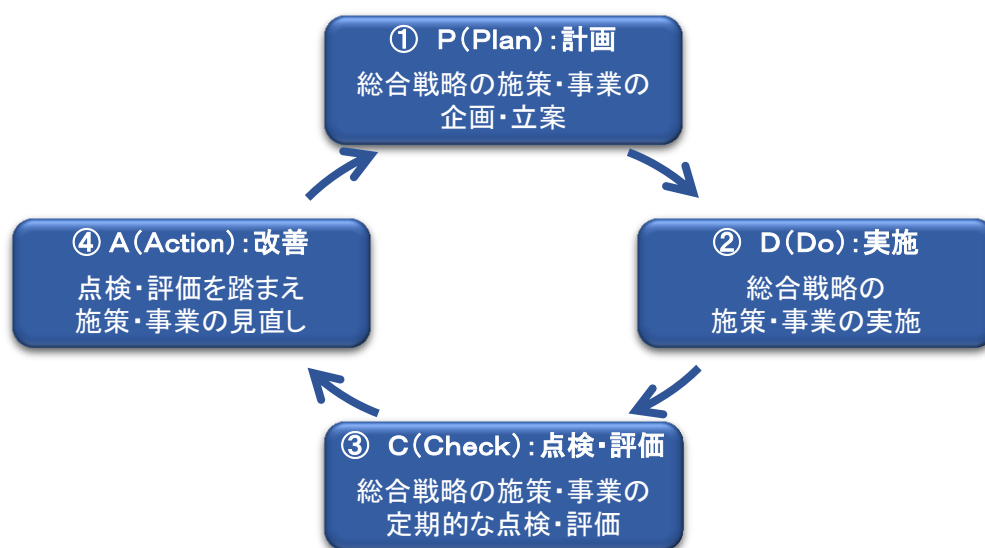 ① P(Plan):計画
総合戦略の施策・事業の
企画・立案
④ A(Action):改善
点検・評価を踏まえ
施策・事業の見直し
② D(Do):実施
総合戦略の
施策・事業の実施
③ C(Check):点検・評価
総合戦略の施策・事業の
定期的な点検・評価